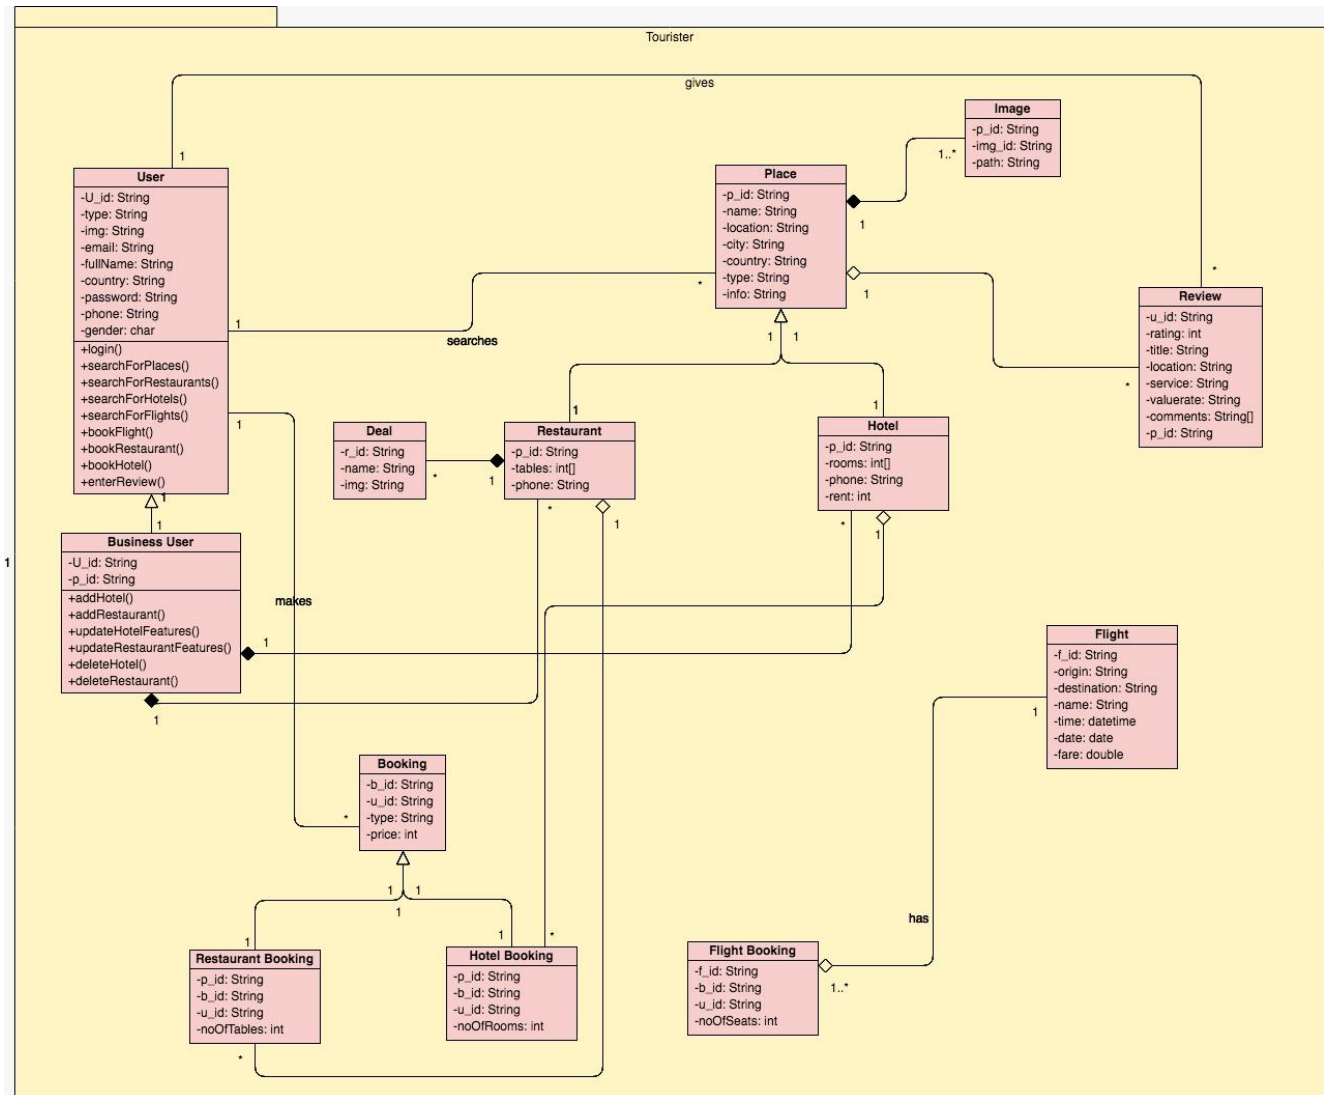 Tourister
gives
Image
-p_id: String
-img_id: String
-path: String
1..*
1
User
-U_id: String
-type: String
-img: String
-email: String
-fullName: String
-country: String
-password: String
-phone: String
-gender: char
+login()
+searchForPlaces()
+searchForRestaurants()
+searchForHotels()
+searchForFlights()
+bookFlight()
+bookRestaurant()
+bookHotel()
+enterReview()
1
1
searches
*
Place
-p_id: String
-name: String
-location: String
-city: String
-country: String
-type: String
-info: String
1
1
*
Review
-u_id: String
-rating: int
-title: String
-location: String
-service: String
-valuerate: String
-comments: String[]
-p_id: String
*
1
1
1
1
1
Deal
-r_id: String
-name: String
-img: String
*
1
Restaurant
-p_id: String
-tables: int[]
-phone: String
*
1
Hotel
-p_id: String
-rooms: int[]
-phone: String
-rent: int
*
1
1
1
Business User
-U_id: String
-p_id: String
+addHotel()
+addRestaurant()
+updateHotelFeatures()
+updateRestaurantFeatures()
+deleteHotel()
+deleteRestaurant()
1
1
1
makes
Flight
-f_id: String
-origin: String
-destination: String
-name: String
-time: datetime
-date: date
-fare: double
1
Booking
-b_id: String
-u_id: String
-type: String
-price: int
*
1
1
1
1
1
*
has
Restaurant Booking
-p_id: String
-b_id: String
-u_id: String
-noOfTables: int
*
Hotel Booking
-p_id: String
-b_id: String
-u_id: String
-noOfRooms: int
Flight Booking
-f_id: String
-b_id: String
-u_id: String
-noOfSeats: int
1..*